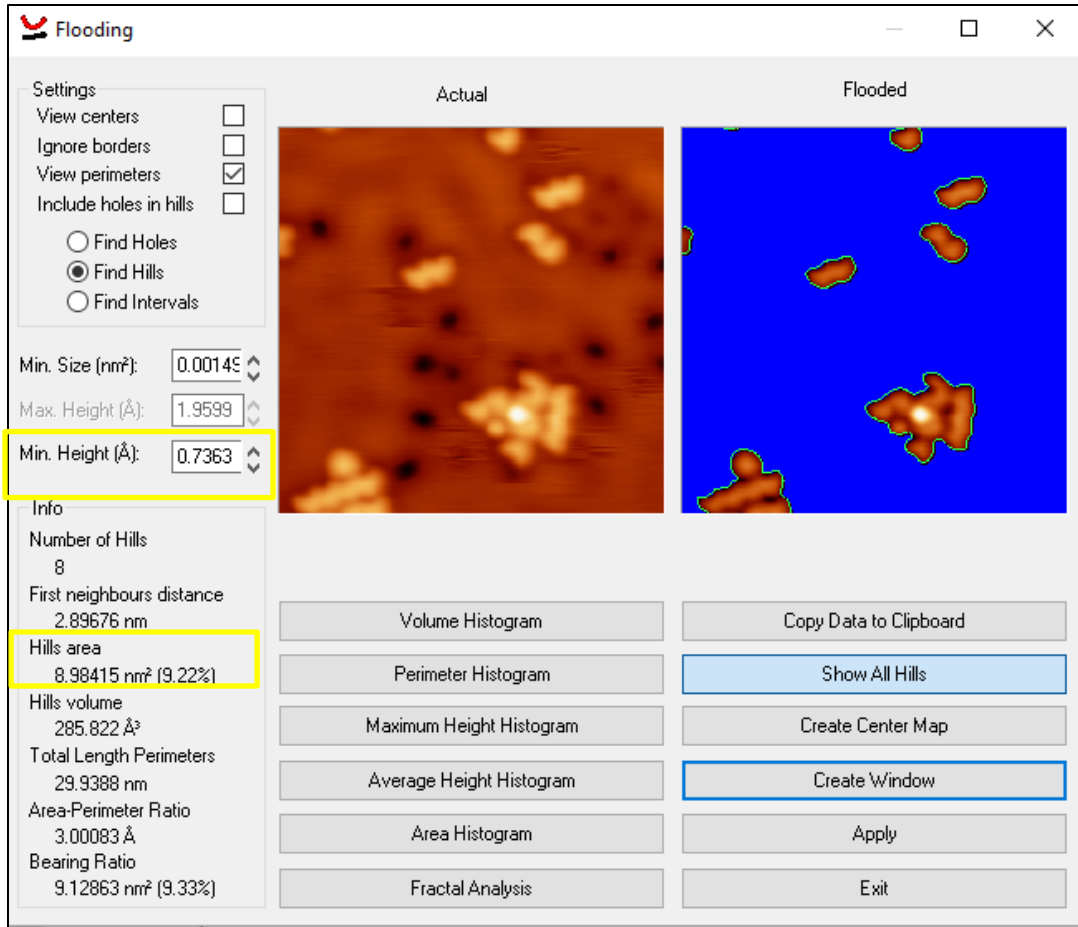 Flooding
Settings
View centers
Ignore borders
View perimeters
Include holes in hills
Find Holes
Find Hills
Find Intervals
Min. Size (nm²): 0.00149
Max. Height (Å): 1.9599
Min. Height (Å): 0.7363
Info
Number of Hills
8
First neighbours distance
2.89676 nm
Hills area
8.98415 nm² (9.22%)
Hills volume
285.822 Å³
Total Length Perimeters
29.9388 nm
Area-Perimeter Ratio
3.00083 Å
Bearing Ratio
9.12863 nm² (9.33%)
Actual
Flooded
Volume Histogram
Copy Data to Clipboard
Perimeter Histogram
Show All Hills
Maximum Height Histogram
Create Center Map
Average Height Histogram
Create Window
Area Histogram
Apply
Fractal Analysis
Exit